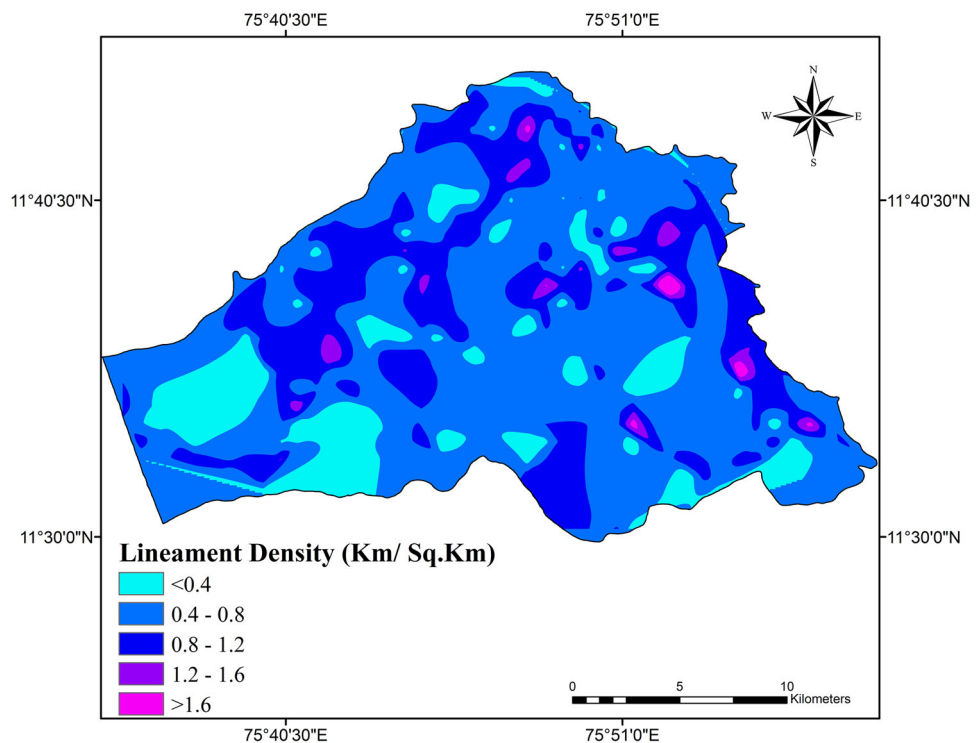 75°40'30"E 75°51'0"E
N
W E
S
11°40'30"N 11°40'30"N
11°30'0"N 11°30'0"N
Lineament Density (Km/ Sq.Km)
<0.4
0.4 - 0.8
0.8 - 1.2
1.2 - 1.6
>1.6
0 5 10
Kilometers
75°40'30"E 75°51'0"E